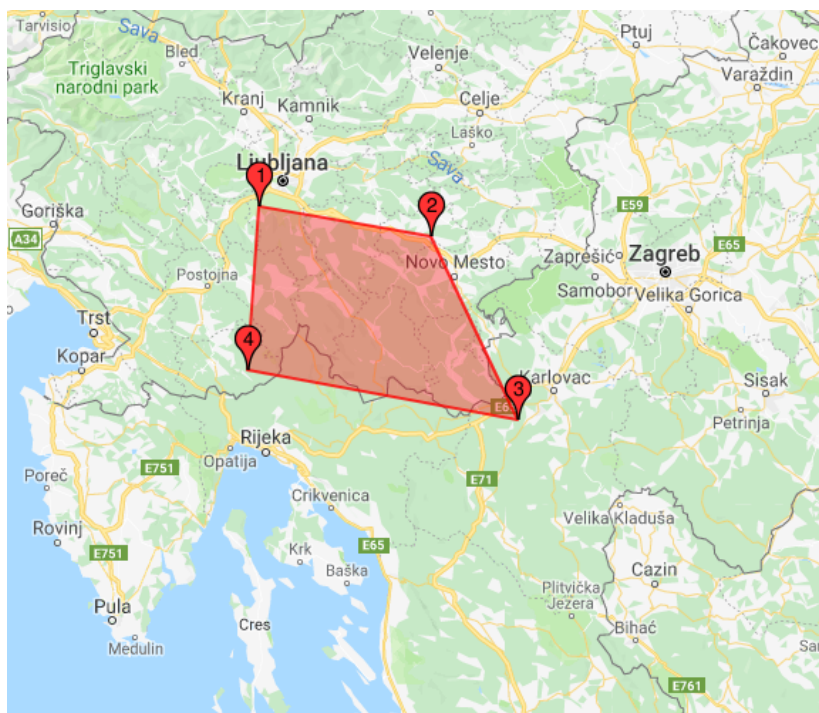 Tarvisio
Sava
Bled
Velenje
Ptuj
Čakovec
Triglavski
narodni park
Varaždin
Kranj
Kamnik
Celje
Laško
Ljubljana
Sava
1
E59
Goriška
2
A34
E65
Novo Mesto
Zaprešić
Zagreb
Postojna
Samobor
Velika Gorica
Trst
4
Kopar
Karlovac
3
Sisak
Petrinja
Rijeka
Opatija
E751
Poreč
E71
Crikvenica
Velika Kladuša
Rovinj
E65
E751
Krk
Baška
Cazin
Plitvička
Jezera
Pula
Cres
Medulin
Bihać
E761